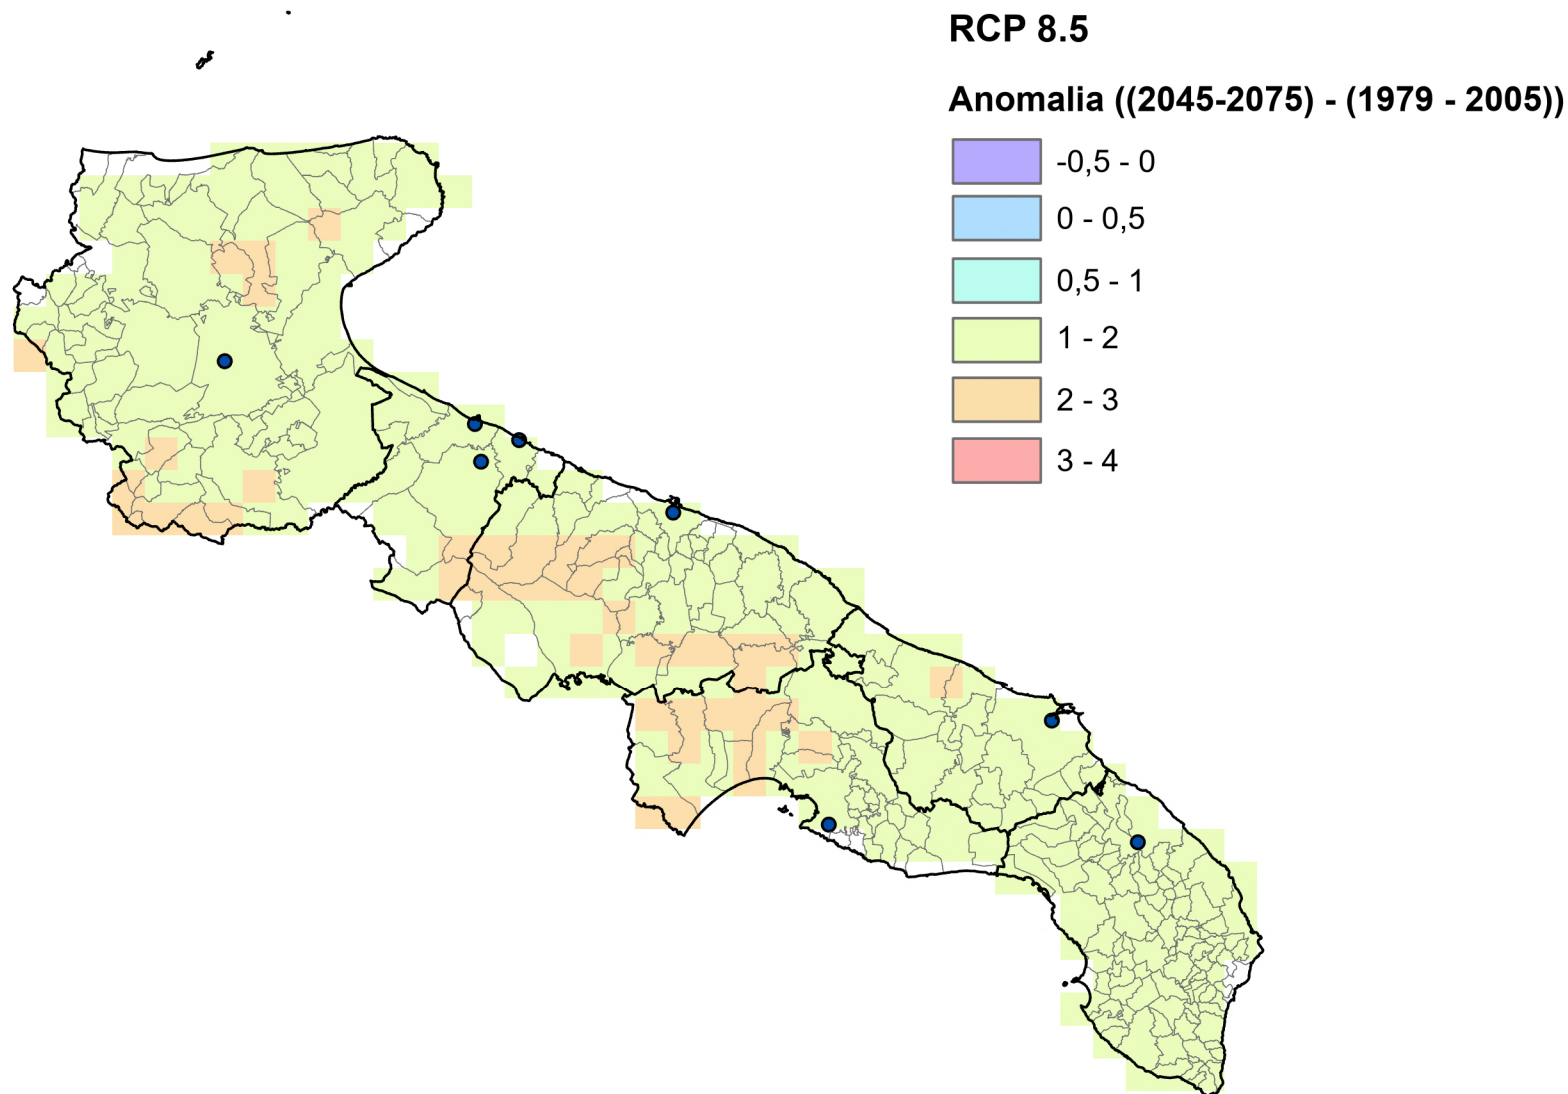 RCP 8.5
Anomalia ((2045-2075) - (1979 - 2005))
-0,5 - 0
0 - 0,5
0,5 - 1
1 - 2
2 - 3
3 - 4